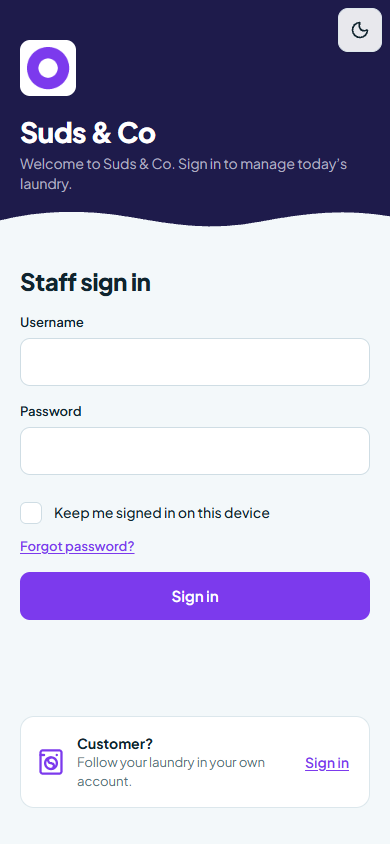 Suds & Co
Welcome to Suds & Co. Sign in to manage today's
laundry.
Staff sign in
Username
Password
Keep me signed in on this device
Forgot password?
Sign in
Customer?
Follow your laundry in your own
account.
Sign in